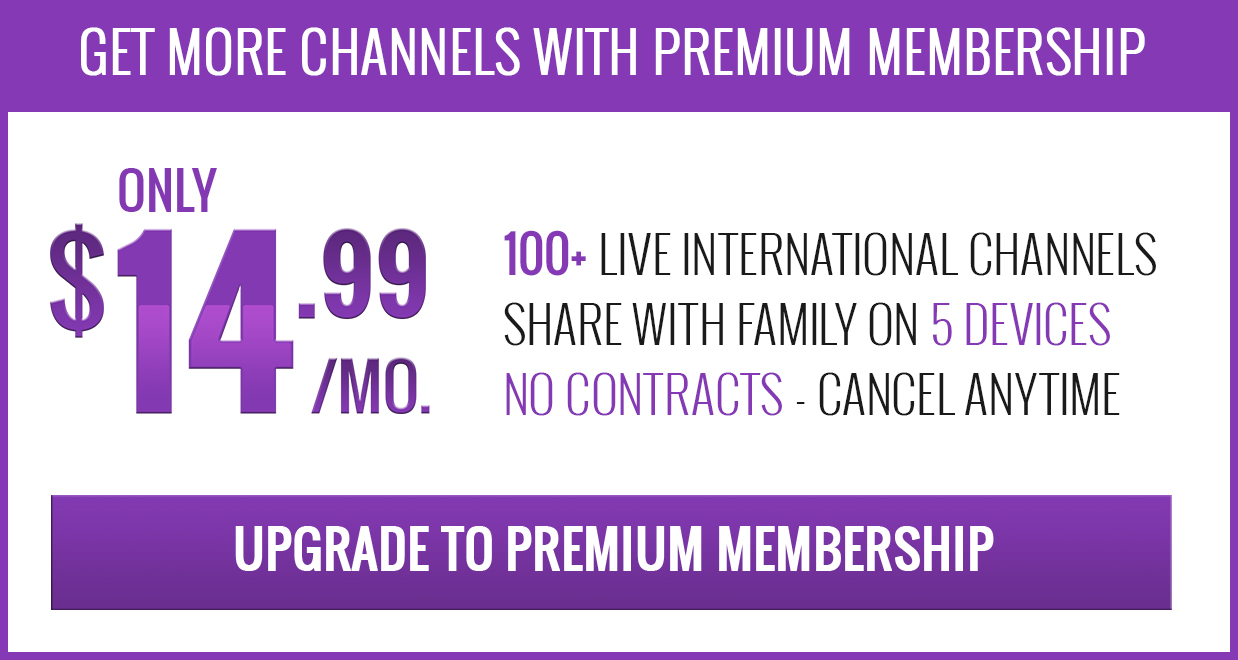 GET MORE CHANNELS WITH PREMIUM MEMBERSHIP
ONLY
$14.99
/MO.
100+ LIVE INTERNATIONAL CHANNELS
SHARE WITH FAMILY ON 5 DEVICES
NO CONTRACTS - CANCEL ANYTIME
UPGRADE TO PREMIUM MEMBERSHIP